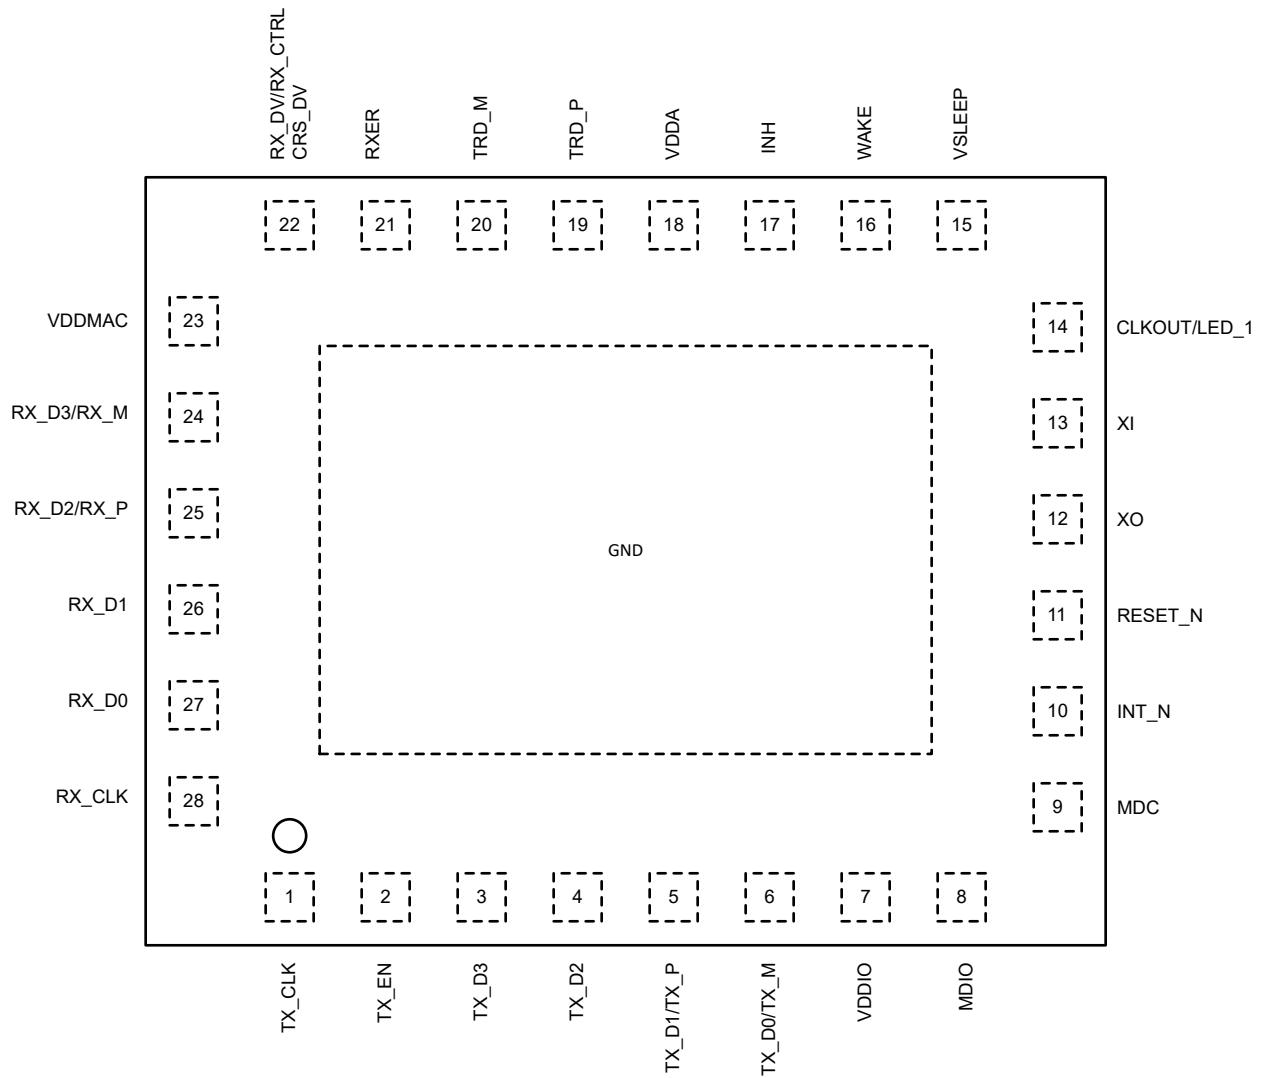 RX_DV/RX_CTRL
CRS_DV
RXER
TRD_M
TRD_P
VDDA
INH
WAKE
VSLEEP
22
21
20
19
18
17
16
15
VDDMAC
23
14
CLKOUT/LED_1
RX_D3/RX_M
24
13
XI
RX_D2/RX_P
25
12
XO
GND
RX_D1
26
11
RESET_N
RX_D0
27
10
INT_N
RX_CLK
28
9
MDC
1
2
3
4
5
6
7
8
TX_CLK
TX_EN
TX_D3
TX_D2
TX_D1/TX_P
TX_D0/TX_M
VDDIO
MDIO